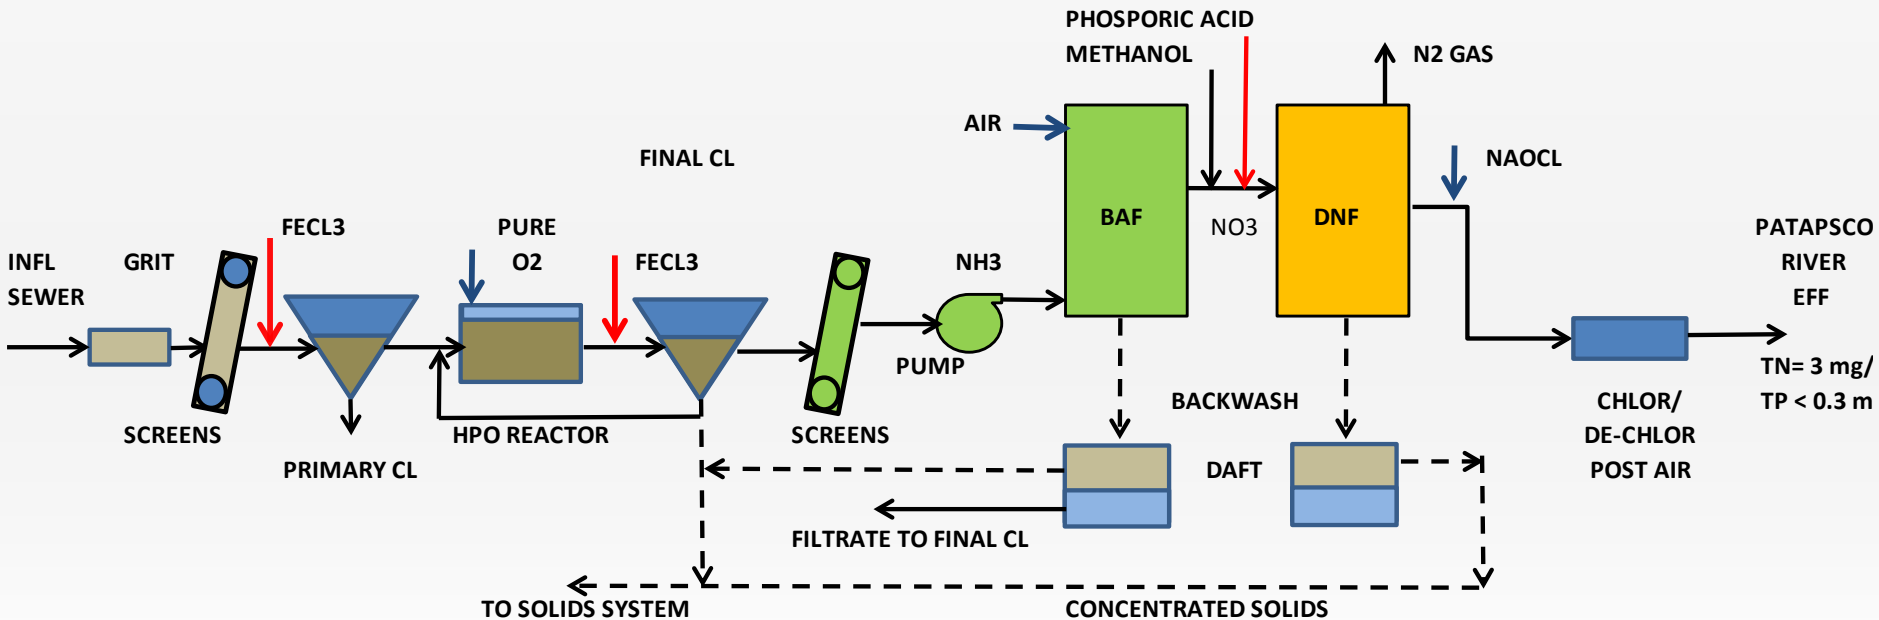 PHOSPORIC ACID
METHANOL
N2 GAS
AIR
FINAL CL
NAOCL
BAF
DNF
NO3
FECL3
PURE
O2
FECL3
NH3
PATAPSCO
RIVER
EFF
INFL
SEWER
GRIT
PUMP
TN= 3 mg/
TP < 0.3 m
SCREENS
HPO REACTOR
SCREENS
BACKWASH
CHLOR/
DE-CHLOR
POST AIR
PRIMARY CL
DAFT
FILTRATE TO FINAL CL
TO SOLIDS SYSTEM
CONCENTRATED SOLIDS